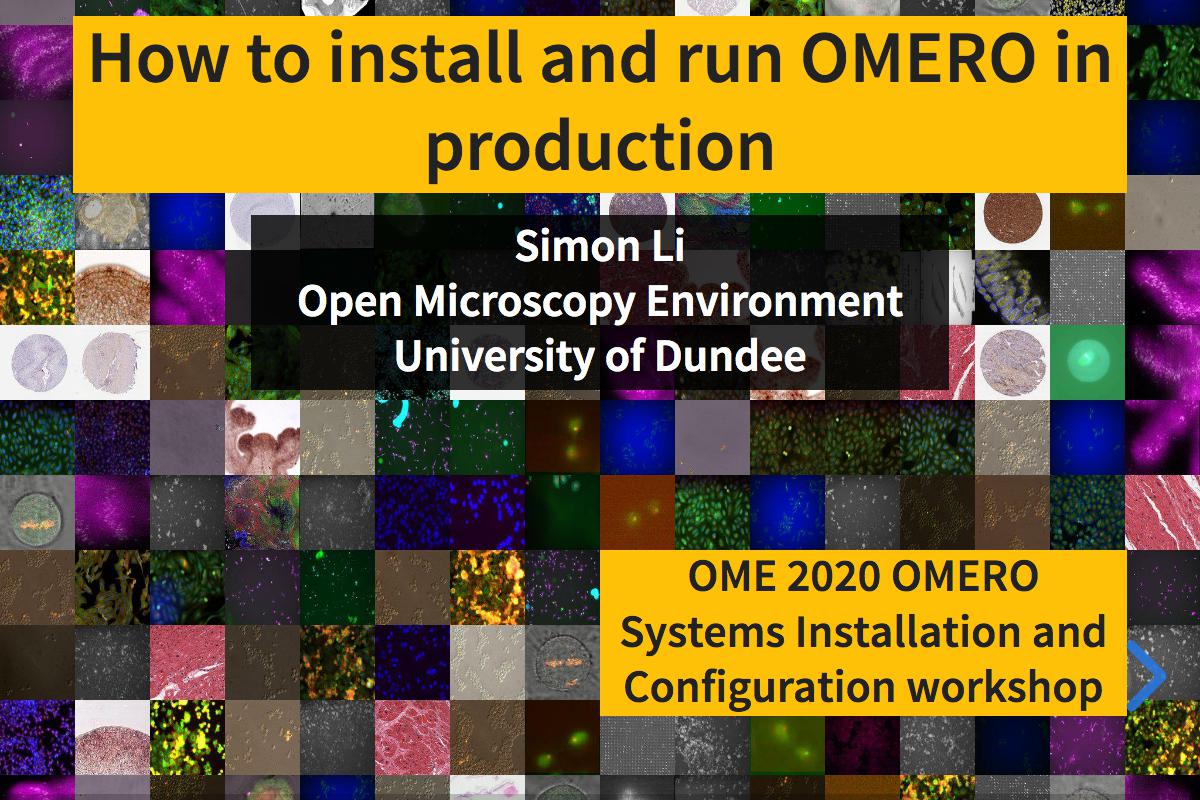 How to install and run OMERO in
production
Simon Li
Open Microscopy Environment
University of Dundee
OME 2020 OMERO
Systems Installation and
Configuration workshop